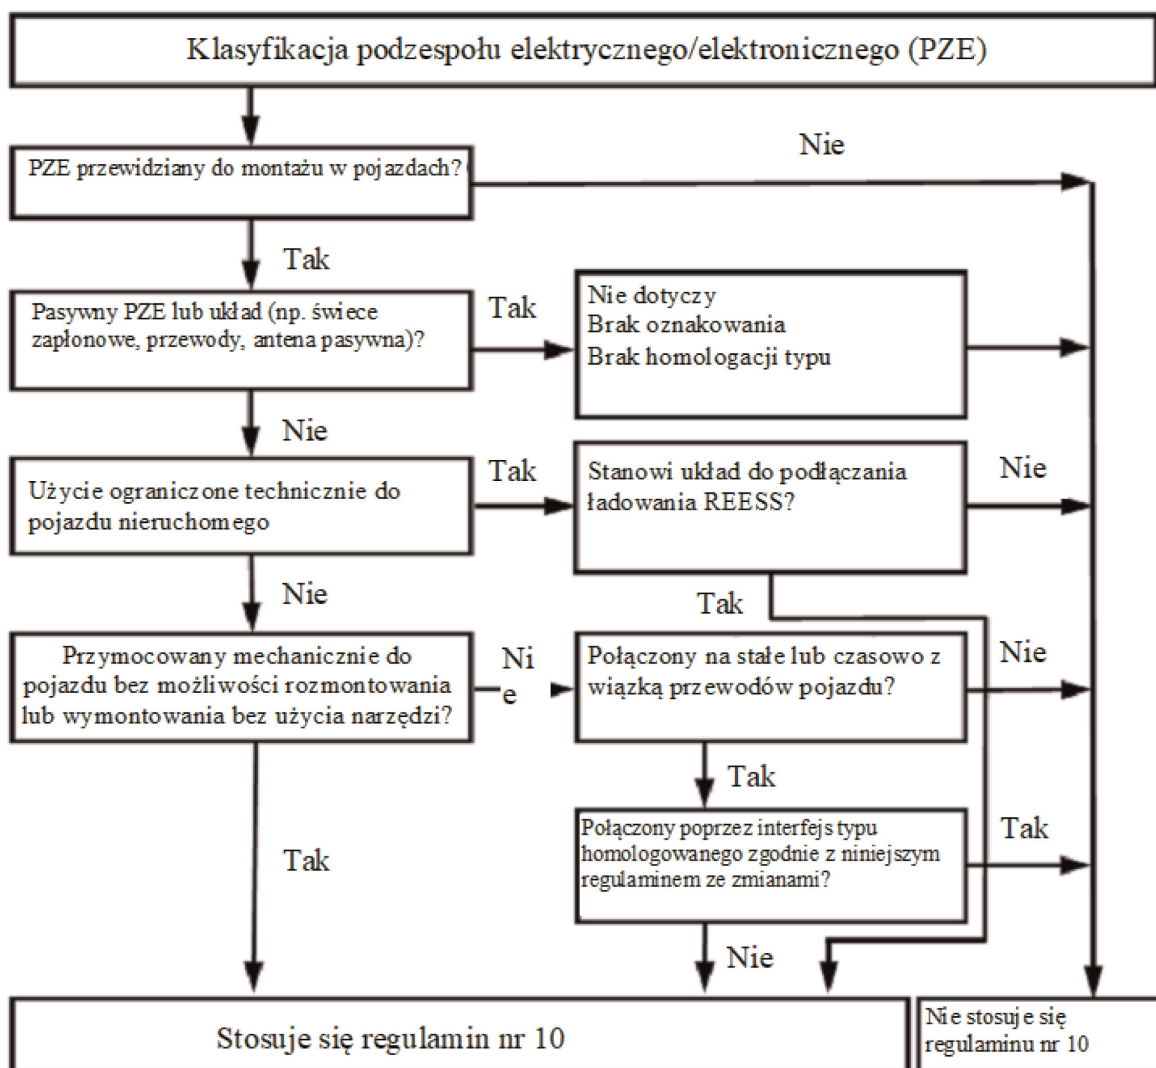 Klasyfikacja podzespołu elektrycznego/elektronicznego (PZE)
Nie
PZE przewidziany do montażu w pojazdach?
Tak
Pasywny PZE lub układ (np. świece
zapłonowe, przewody, antena pasywna)?
Tak
Nie dotyczy
Brak oznakowania
Brak homologacji typu
Nie
Użycie ograniczone technicznie do
pojazdu nieruchomego
Tak
Stanowi układ do podłączania
ładowania REESS?
Nie
Nie
Tak
Przymocowany mechanicznie do
pojazdu bez możliwości rozmontowania
lub wymontowania bez użycia narzędzi?
Ni
e
Połączony na stałe lub czasowo z
wiązką przewodów pojazdu?
Nie
Tak
Tak
Połączony poprzez interfejs typu
homologowanego zgodnie z niniejszym
regulaminem ze zmianami?
Tak
Nie
Stosuje się regulamin nr 10
Nie stosuje się
regulaminu nr 10